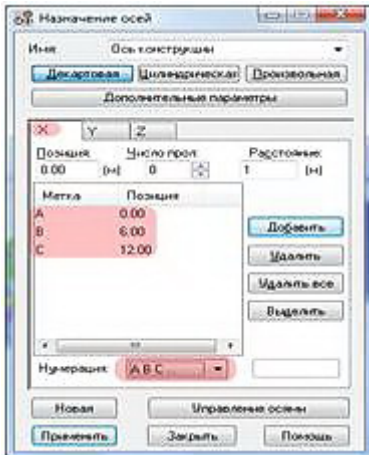 Назначение осей
Имя: Ось конструкции
Декартовая Цилиндрическая Произвольная
Дополнительные параметры
X Y Z
Позиция: Число прол: Расстояние:
0.00 [м] 0 1 [м]
Метка Позиция
A 0.00
B 6.00
C 12.00
Добавить
Удалить
Удалить все
Выделить
Нумерация: A B C ...
Новая Управление осями
Применить Закрыть Помощь